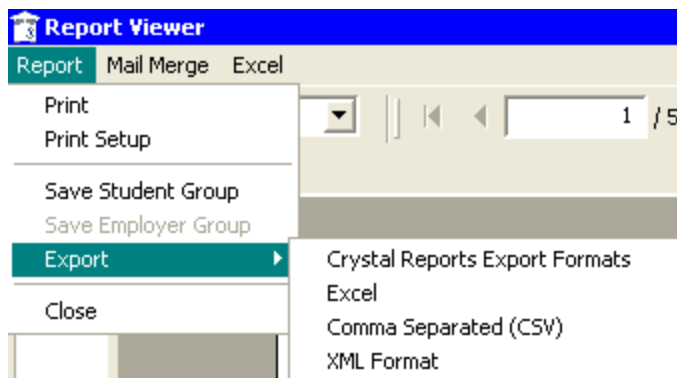 Report Viewer
Report Mail Merge Excel
Print
1 / 5
Print Setup
Save Student Group
Save Employer Group
Export
Crystal Reports Export Formats
Excel
Close
Comma Separated (CSV)
XML Format